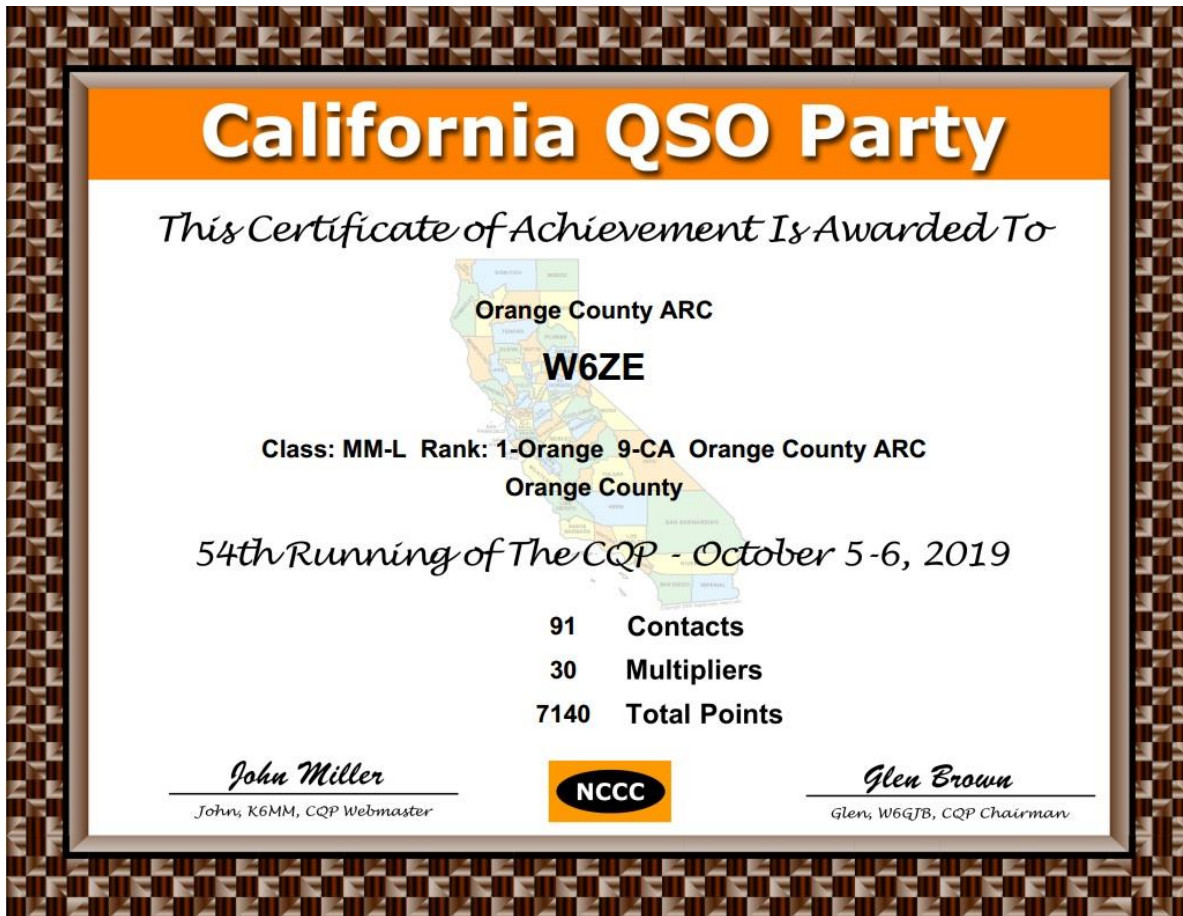 California QSO Party
This Certificate of Achievement Is Awarded To
Orange County ARC
W6ZE
Class: MM-L Rank: 1-Orange 9-CA Orange County ARC
Orange County
54th Running of The CQP - October 5-6, 2019
91 Contacts
30 Multipliers
7140 Total Points
John Miller
John, K6MM, CQP Webmaster
NCCC
Glen Brown
Glen, W6GJB, CQP Chairman